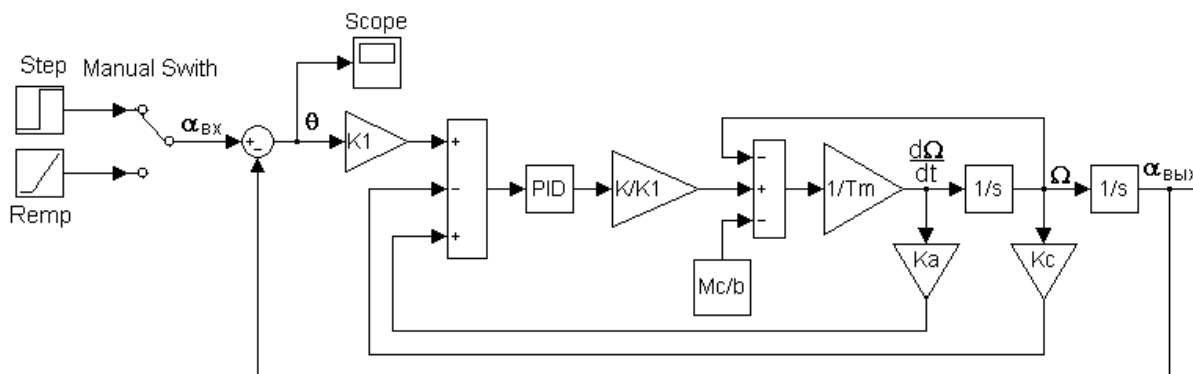 Scope
Step
Manual Swith
αвх
θ
K1
+
-
+
-
+
PID
K/K1
-
+
-
1/Tm
dΩ
dt
1/s
Ω
1/s
αвых
Remp
Mc/b
Ka
Kc